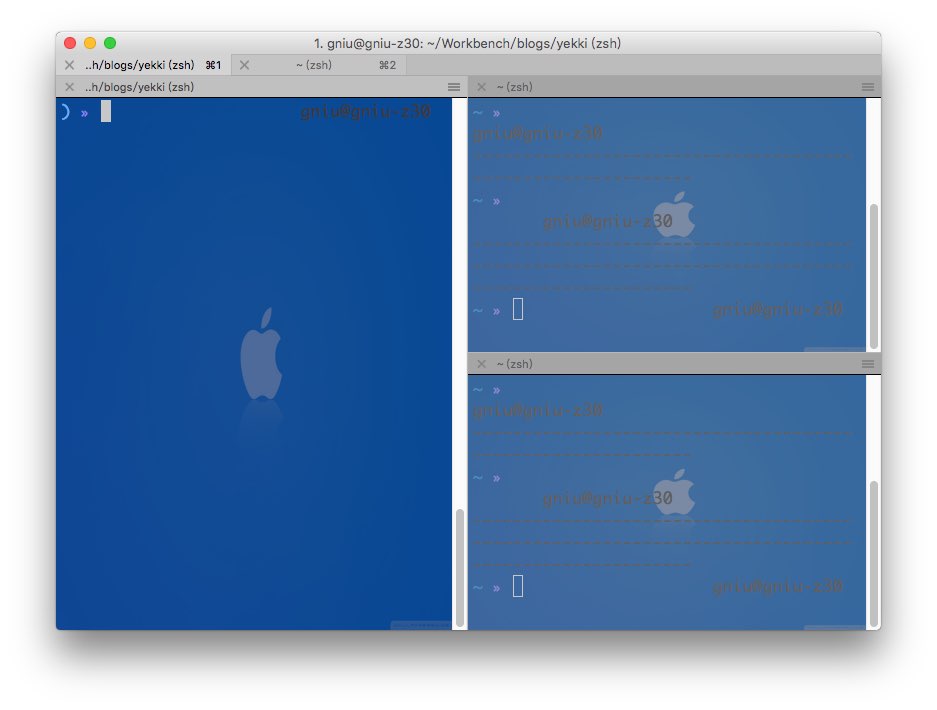 1. gniu@gniu-z30: ~/Workbench/blogs/yekki (zsh)
..h/blogs/yekki (zsh) ⌘1
~ (zsh) ⌘2
..h/blogs/yekki (zsh)
» gniu@gniu-z30
~ (zsh)
~ »
gniu@gniu-z30
~ »
gniu@gniu-z30
~ » gniu@gniu-z30
~ (zsh)
~ »
gniu@gniu-z30
~ »
gniu@gniu-z30
~ » gniu@gniu-z30